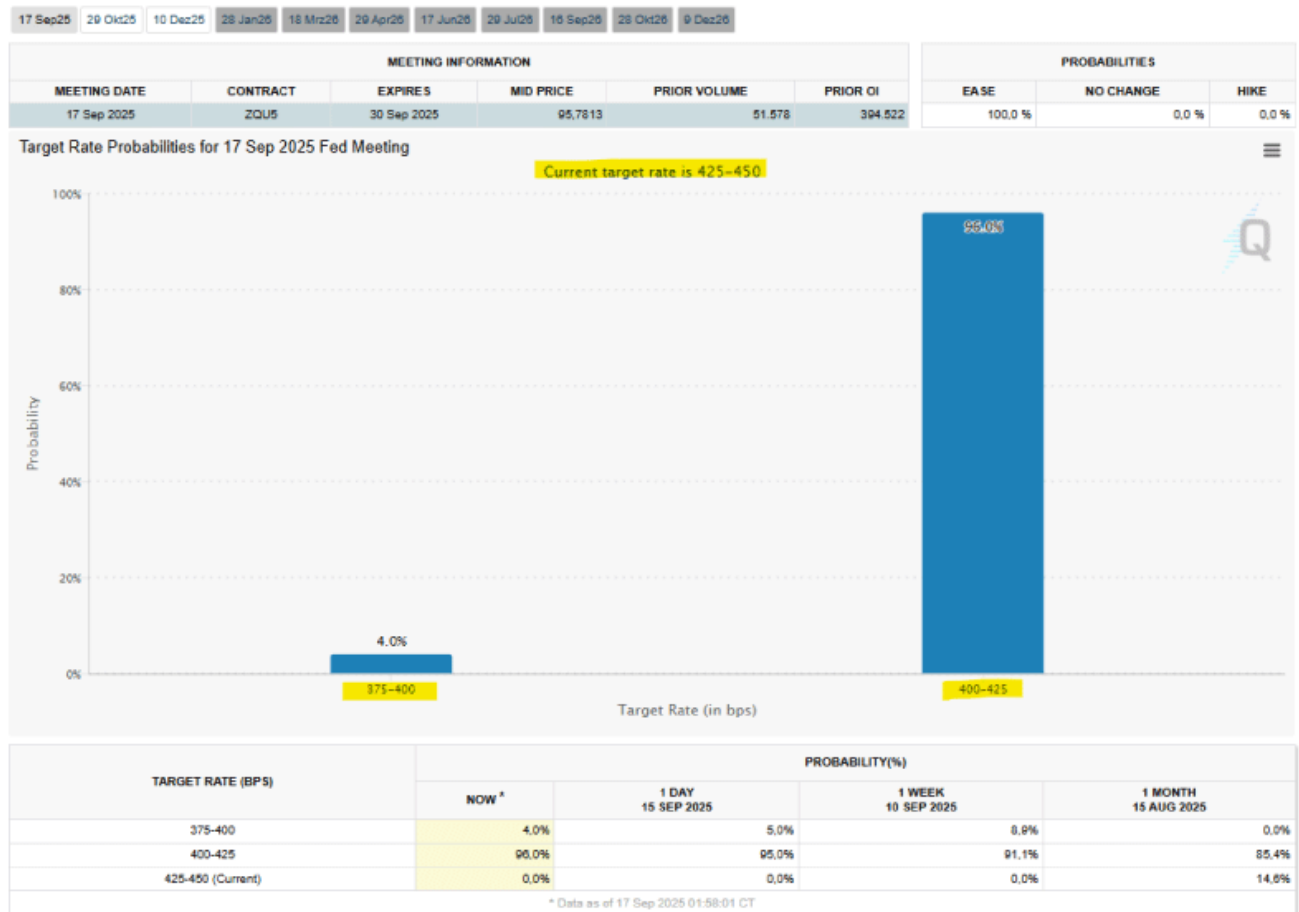 17 Sep25 29 Okt25 10 Dez25 28 Jan26 18 Mrz26 29 Apr26 17 Jun26 29 Jul26 16 Sep26 28 Okt26 9 Dez26
MEETING INFORMATION
MEETING DATE CONTRACT EXPIRES MID PRICE PRIOR VOLUME PRIOR OI
17 Sep 2025 ZQU5 30 Sep 2025 95,7813 51.578 394.522
PROBABILITIES
EASE NO CHANGE HIKE
100,0 % 0,0 % 0,0 %
Target Rate Probabilities for 17 Sep 2025 Fed Meeting
Current target rate is 425–450
100%
96.0%
Q
80%
60%
Probability
40%
20%
4.0%
0%
375–400 400–425
Target Rate (in bps)
TARGET RATE (BPS) PROBABILITY(%)
NOW * 1 DAY 1 WEEK 1 MONTH
15 SEP 2025 10 SEP 2025 15 AUG 2025
375-400 4,0% 5,0% 8,9% 0,0%
400-425 96,0% 95,0% 91,1% 85,4%
425-450 (Current) 0,0% 0,0% 0,0% 14,6%
* Data as of 17 Sep 2025 01:58:01 CT